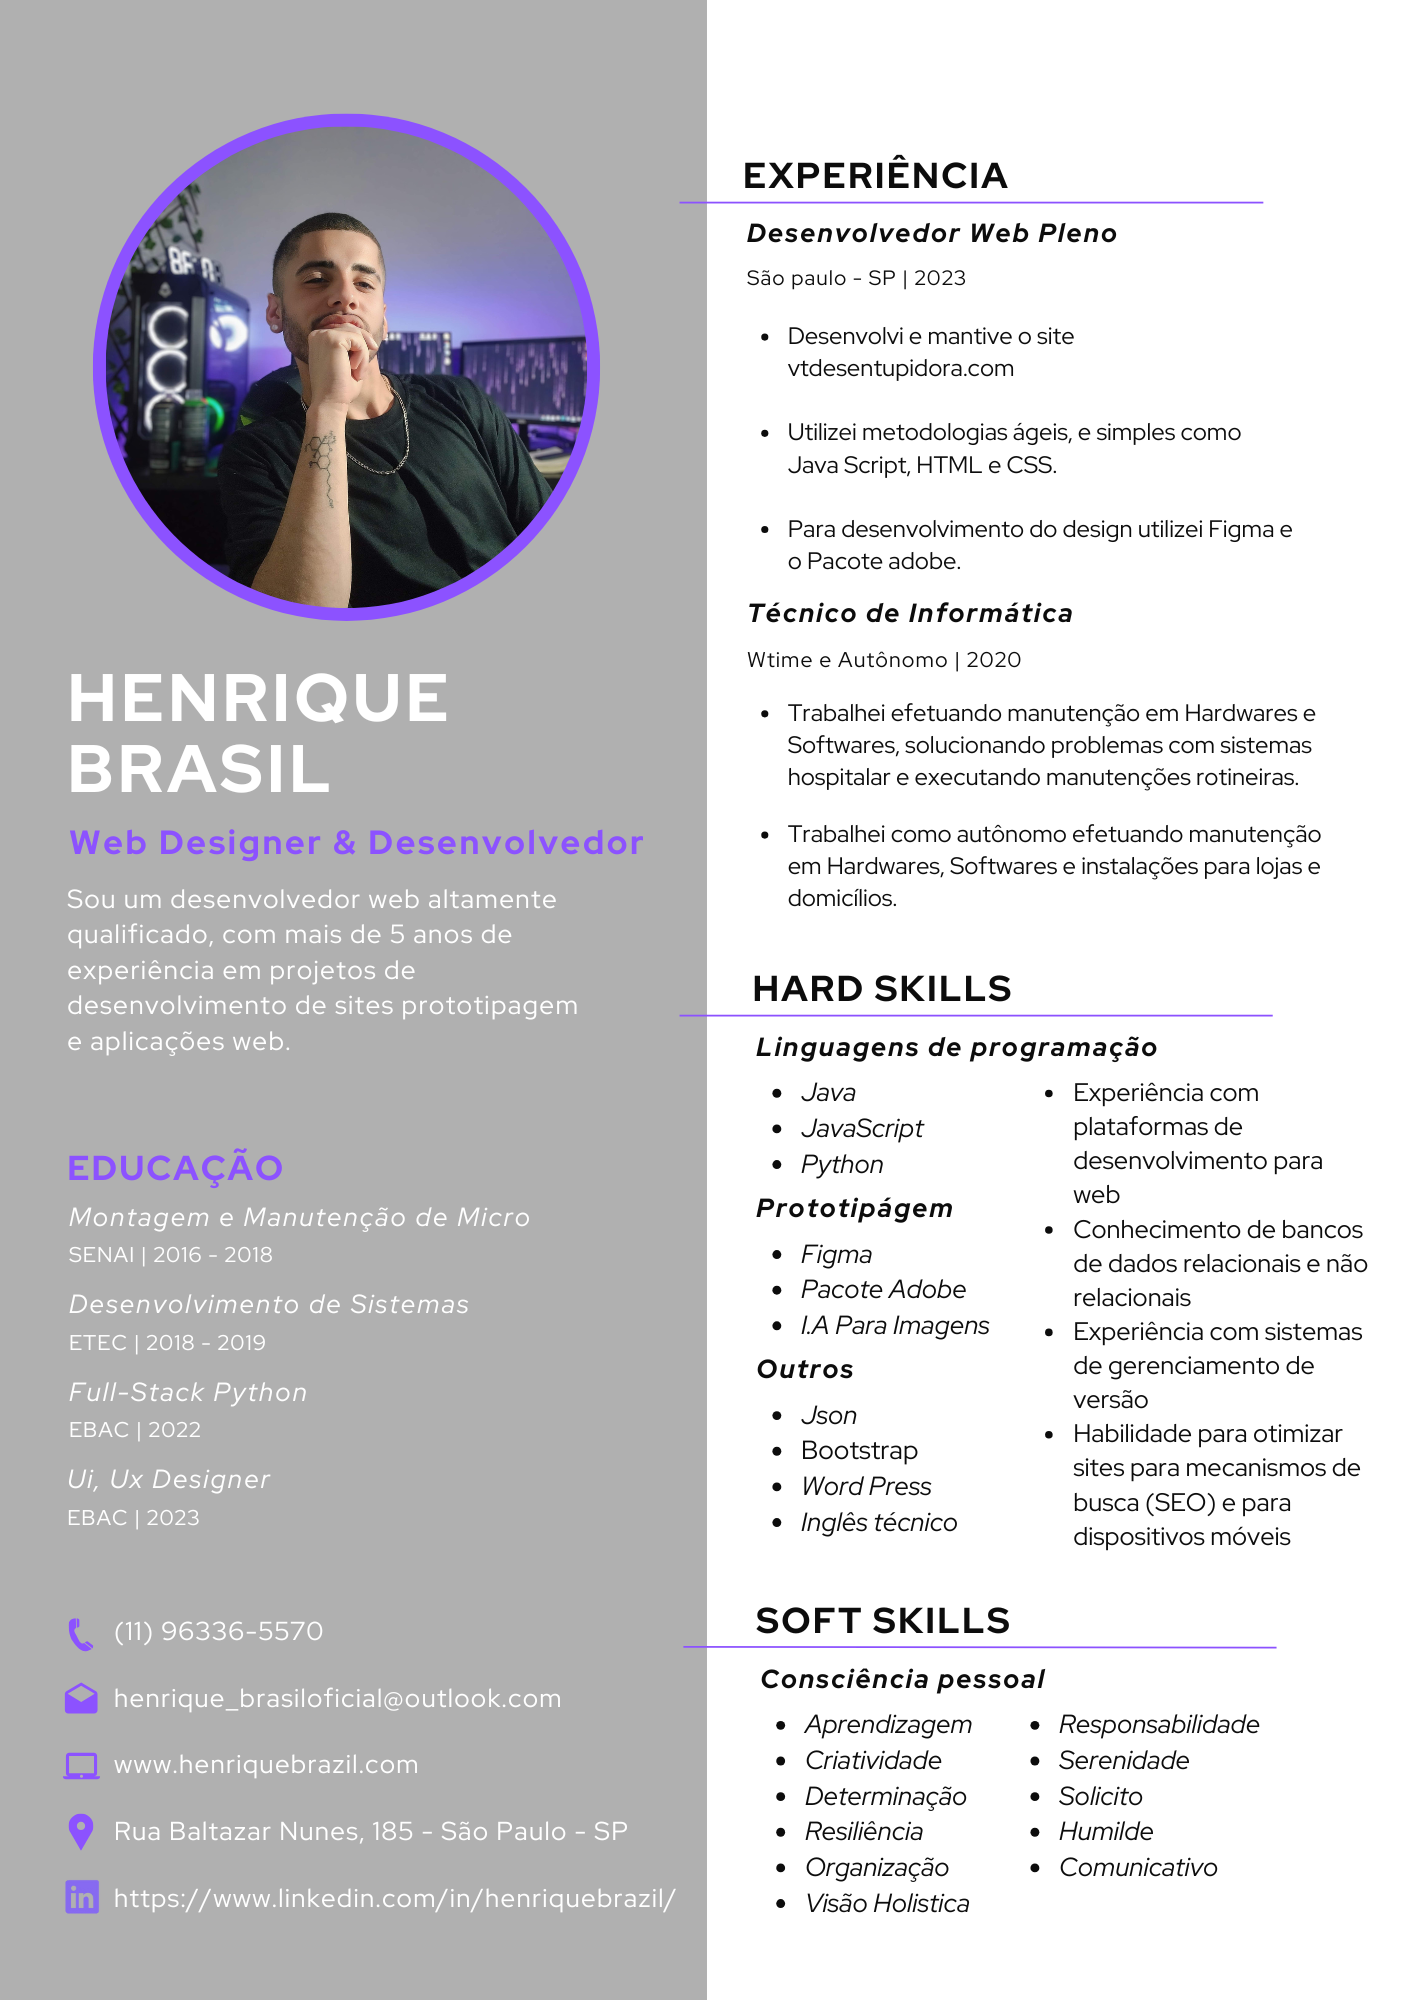 HENRIQUE
BRASIL
Web Designer & Desenvolvedor
Sou um desenvolvedor web altamente
qualificado, com mais de 5 anos de
experiência em projetos de
desenvolvimento de sites prototipagem
e aplicações web.
EDUCAÇÃO
Montagem e Manutenção de Micro
SENAI | 2016 - 2018
Desenvolvimento de Sistemas
ETEC | 2018 - 2019
Full-Stack Python
EBAC | 2022
Ui, Ux Designer
EBAC | 2023
(11) 96336-5570
henrique_brasiloficial@outlook.com
www.henriquebrazil.com
Rua Baltazar Nunes, 185 - São Paulo - SP
in https://www.linkedin.com/in/henriquebrazil/
EXPERIÊNCIA
Desenvolvedor Web Pleno
São paulo - SP | 2023
• Desenvolvi e mantive o site
vtdesentupidora.com
• Utilizei metodologias ágeis, e simples como
Java Script, HTML e CSS.
• Para desenvolvimento do design utilizei Figma e
o Pacote adobe.
Técnico de Informática
Wtime e Autônomo | 2020
• Trabalhei efetuando manutenção em Hardwares e
Softwares, solucionando problemas com sistemas
hospitalar e executando manutenções rotineiras.
• Trabalhei como autônomo efetuando manutenção
em Hardwares, Softwares e instalações para lojas e
domicílios.
HARD SKILLS
Linguagens de programação
• Java
• JavaScript
• Python
Prototipágem
• Figma
• Pacote Adobe
• I.A Para Imagens
Outros
• Json
• Bootstrap
• Word Press
• Inglês técnico
• Experiência com
plataformas de
desenvolvimento para
web
• Conhecimento de bancos
de dados relacionais e não
relacionais
• Experiência com sistemas
de gerenciamento de
versão
• Habilidade para otimizar
sites para mecanismos de
busca (SEO) e para
dispositivos móveis
SOFT SKILLS
Consciência pessoal
• Aprendizagem
• Criatividade
• Determinação
• Resiliência
• Organização
• Visão Holistica
• Responsabilidade
• Serenidade
• Solicito
• Humilde
• Comunicativo